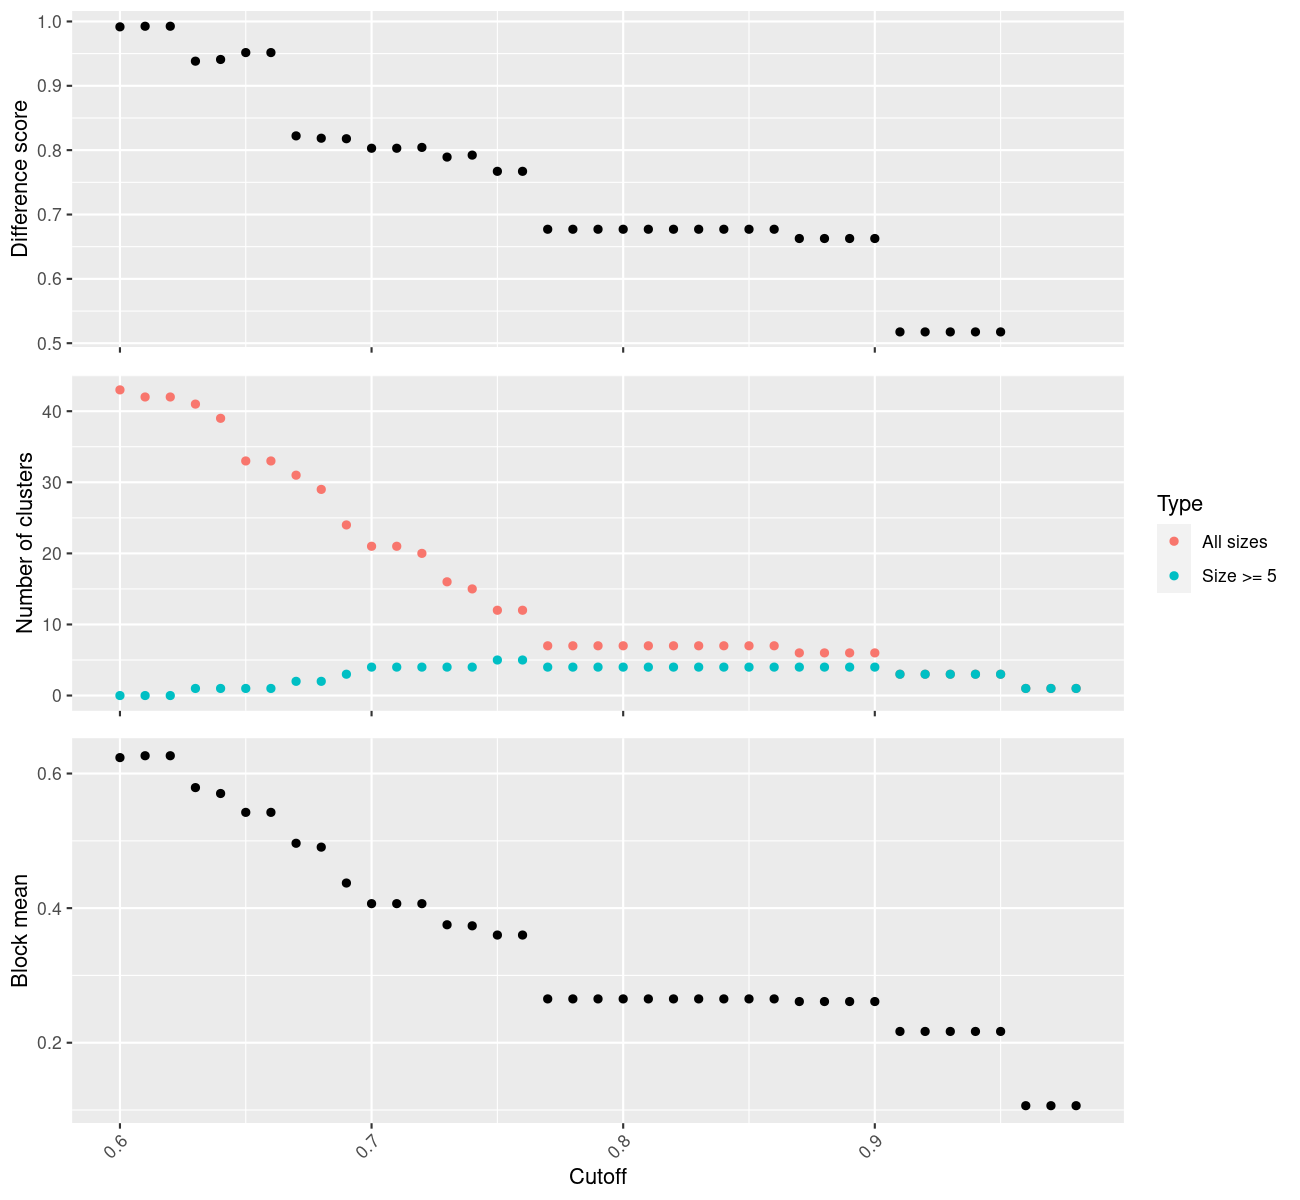 Difference score
1.0
0.9
0.8
0.7
0.6
0.5
Number of clusters
40
30
20
10
0
Type
All sizes
Size >= 5
Block mean
0.6
0.4
0.2
0.6
0.7
0.8
0.9
Cutoff